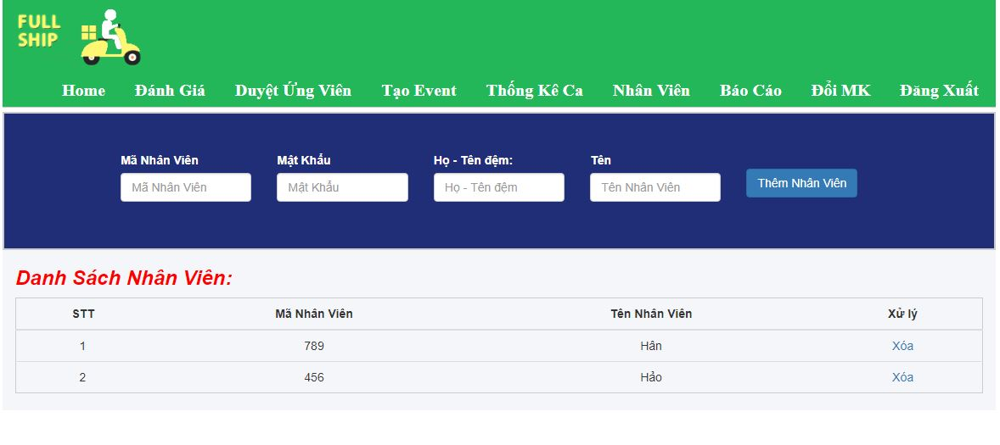 FULL
SHIP
Home Đánh Giá Duyệt Ứng Viên Tạo Event Thống Kê Ca Nhân Viên Báo Cáo Đổi MK Đăng Xuất
Mã Nhân Viên Mật Khẩu Họ - Tên đệm: Tên
Mã Nhân Viên Mật Khẩu Họ - Tên đệm Tên Nhân Viên Thêm Nhân Viên
Danh Sách Nhân Viên:
STT Mã Nhân Viên Tên Nhân Viên Xử lý
1 789 Hân Xóa
2 456 Hảo Xóa